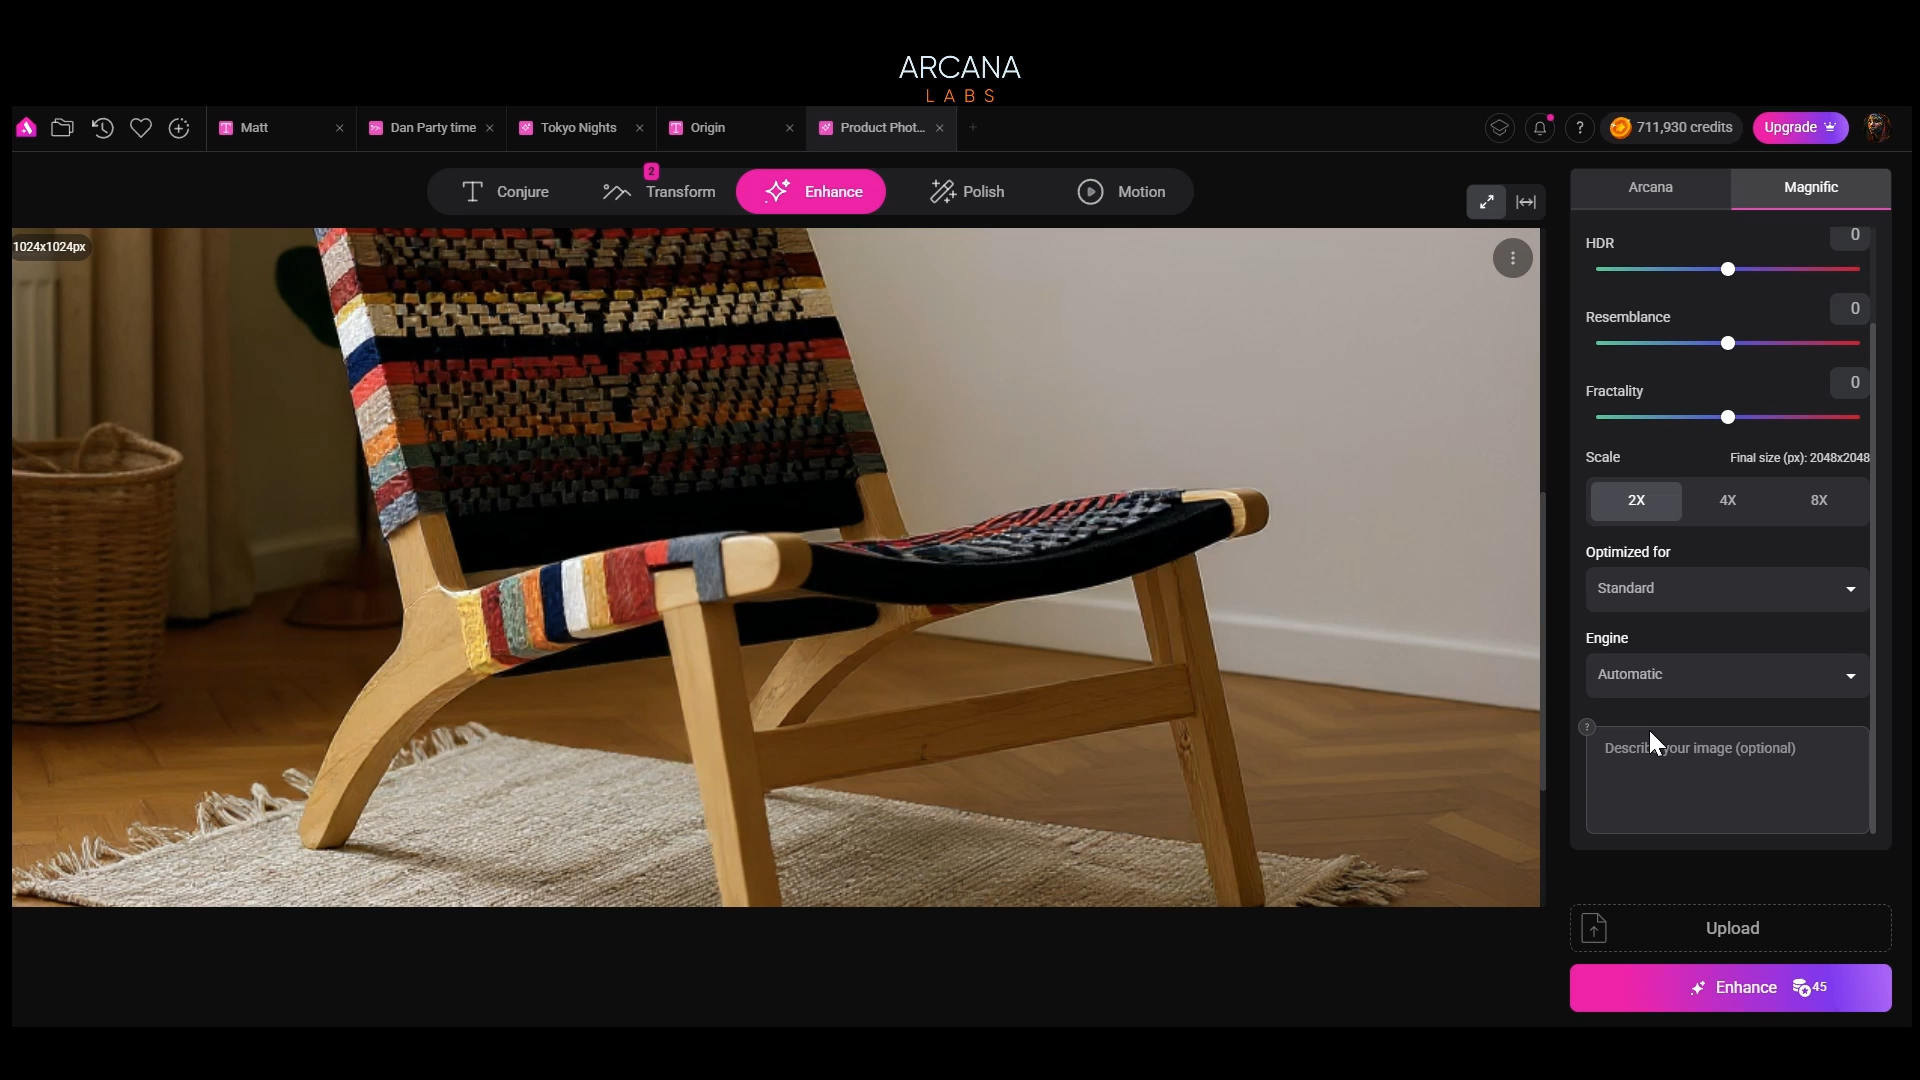 ARCANA
LABS
Matt
Dan Party time
Tokyo Nights
Origin
Product Phot...
?
711,930 credits
Upgrade
2
Conjure
Transform
Enhance
Polish
Motion
1024x1024px
Arcana
Magnific
HDR
0
Resemblance
0
Fractality
0
Scale
Final size (px): 2048x2048
2X
4X
8X
Optimized for
Standard
Engine
Automatic
?
Describe your image (optional)
Upload
Enhance
45